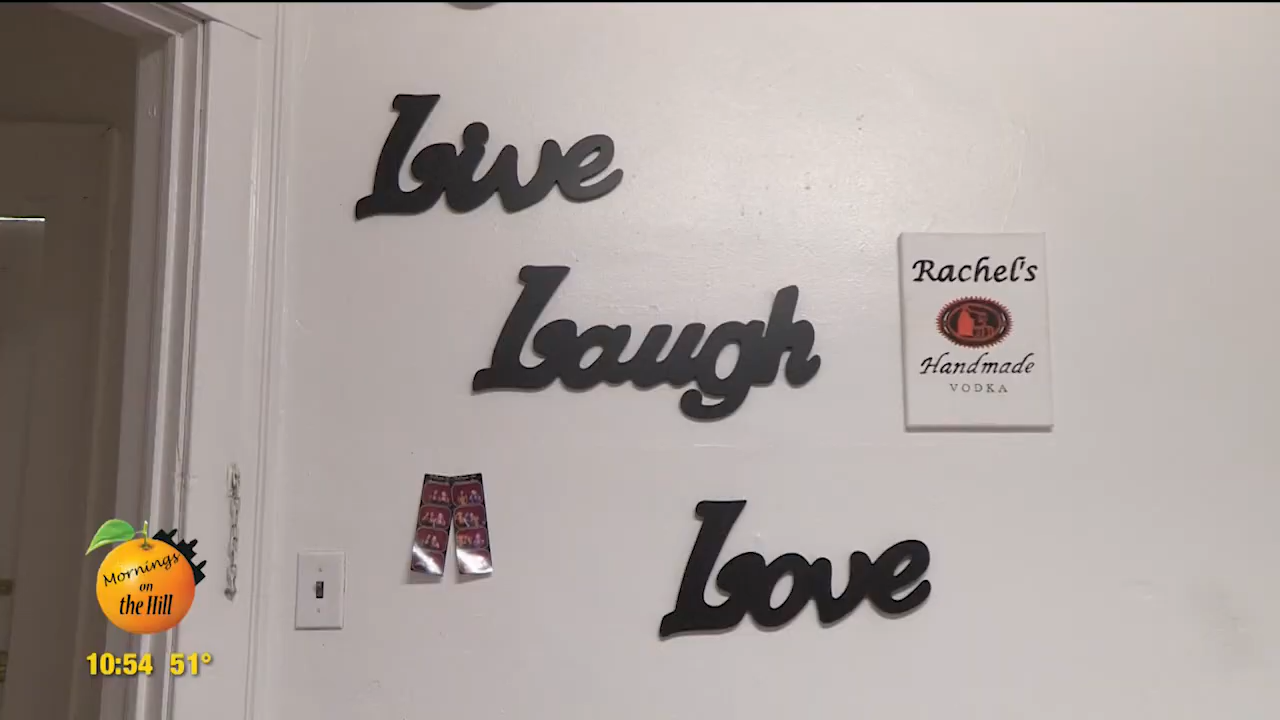 Live
Laugh
Love
Rachel's
Handmade
VODKA
Mornings
on
the Hill
10:54 51°